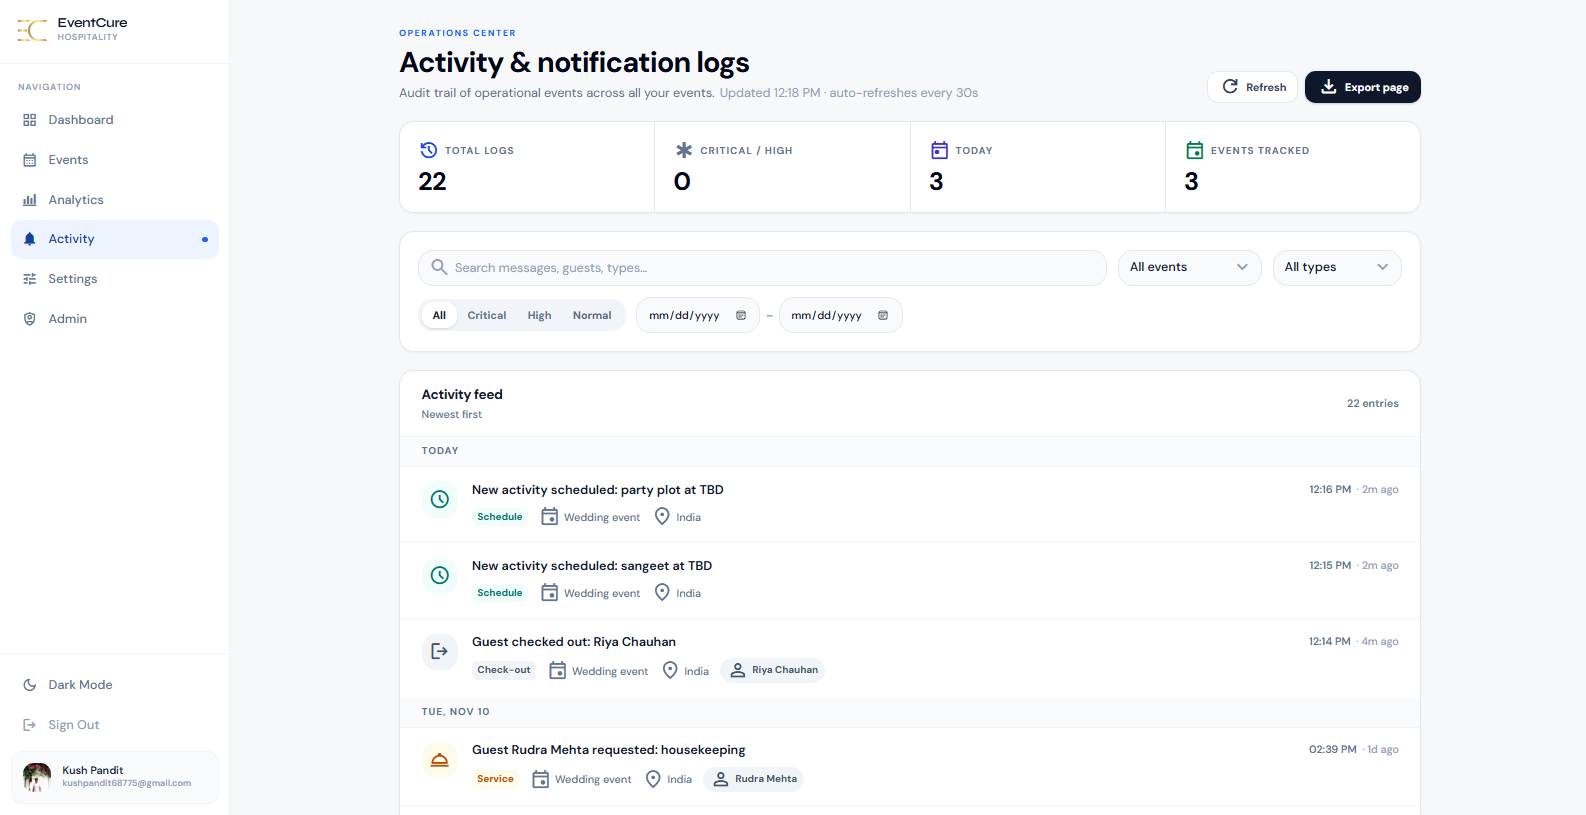 EventCure
HOSPITALITY
NAVIGATION
Dashboard
Events
Analytics
Activity
Settings
Admin
Dark Mode
Sign Out
Kush Pandit
kushpandit68775@gmail.com
OPERATIONS CENTER
Activity & notification logs
Audit trail of operational events across all your events. Updated 12:18 PM · auto-refreshes every 30s
Refresh
Export page
TOTAL LOGS
22
CRITICAL / HIGH
0
TODAY
3
EVENTS TRACKED
3
Search messages, guests, types...
All events
All types
All Critical High Normal
mm/dd/yyyy – mm/dd/yyyy
Activity feed
Newest first
22 entries
TODAY
New activity scheduled: party plot at TBD
12:16 PM · 2m ago
Schedule Wedding event India
New activity scheduled: sangeet at TBD
12:15 PM · 2m ago
Schedule Wedding event India
Guest checked out: Riya Chauhan
12:14 PM · 4m ago
Check-out Wedding event India Riya Chauhan
TUE, NOV 10
Guest Rudra Mehta requested: housekeeping
02:39 PM · 1d ago
Service Wedding event India Rudra Mehta